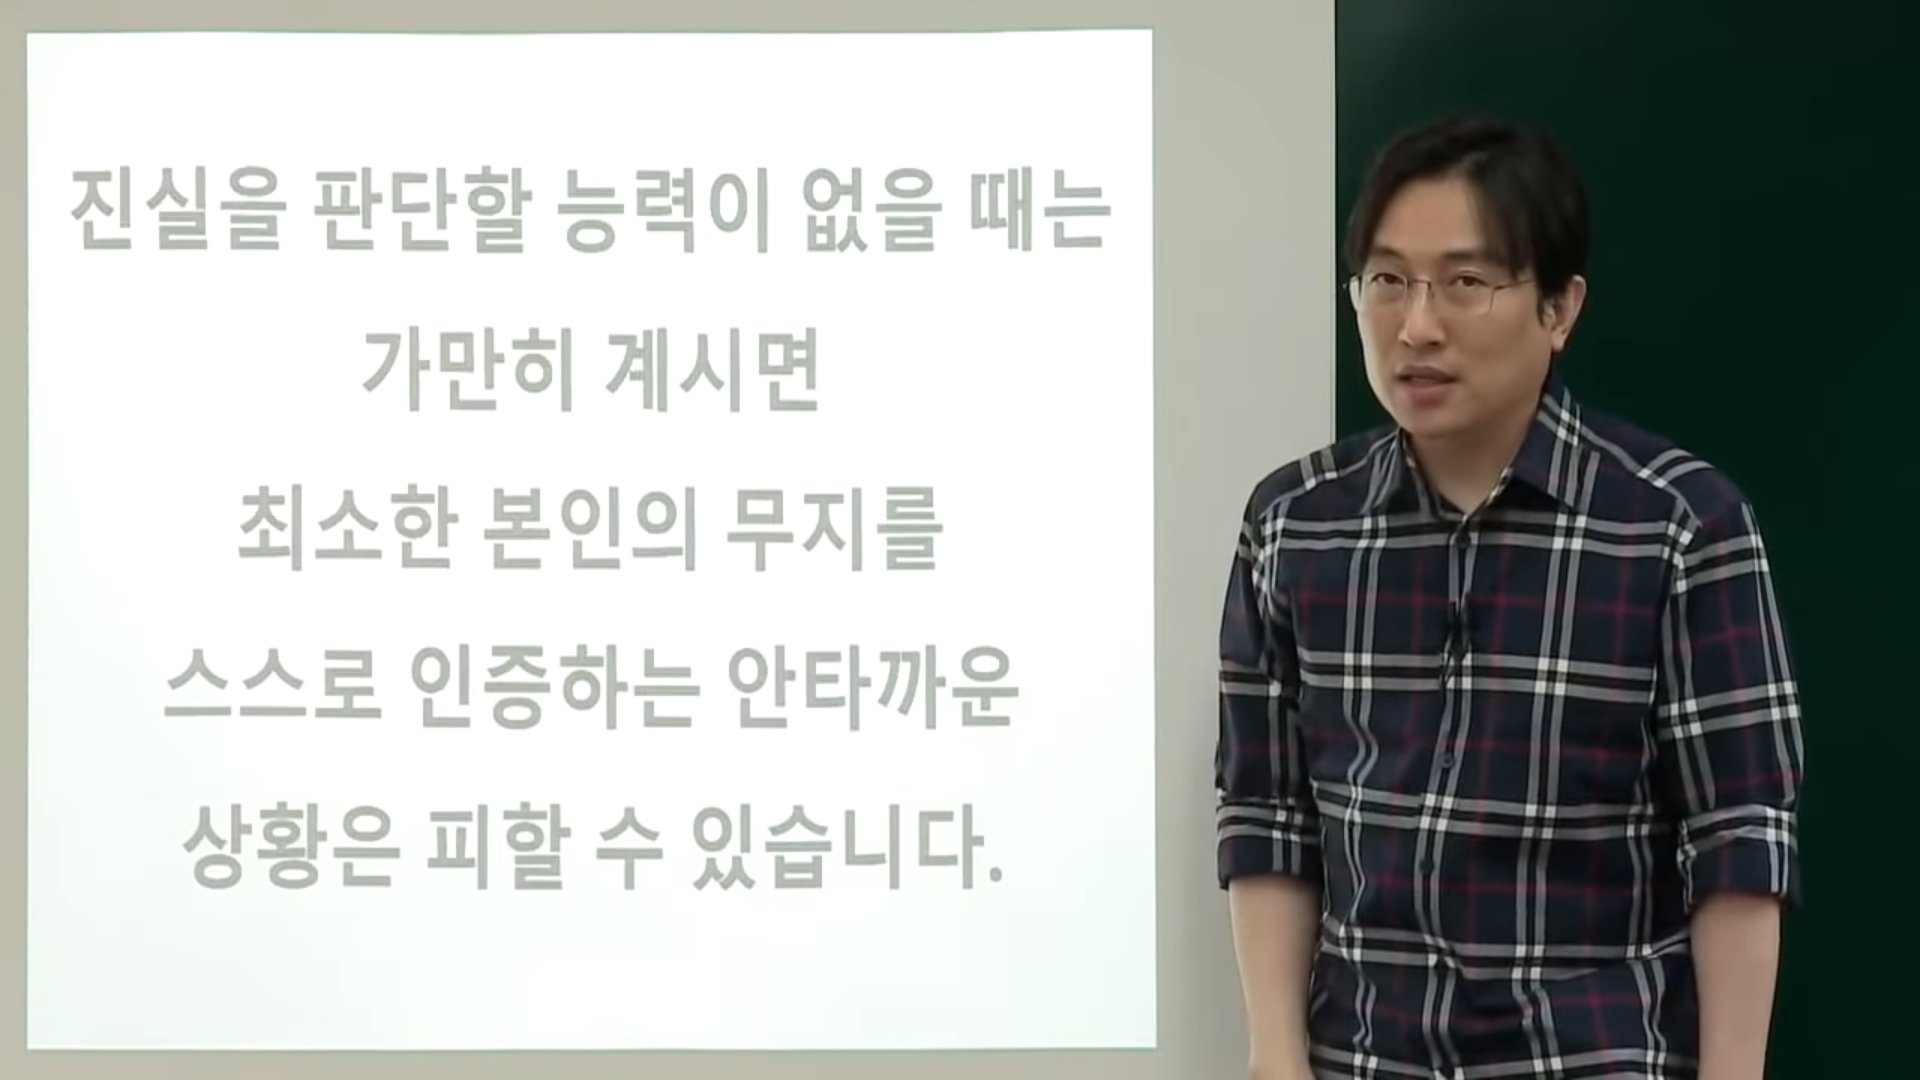 진실을 판단할 능력이 없을 때는
가만히 계시면
최소한 본인의 무지를
스스로 인증하는 안타까운
상황은 피할 수 있습니다.